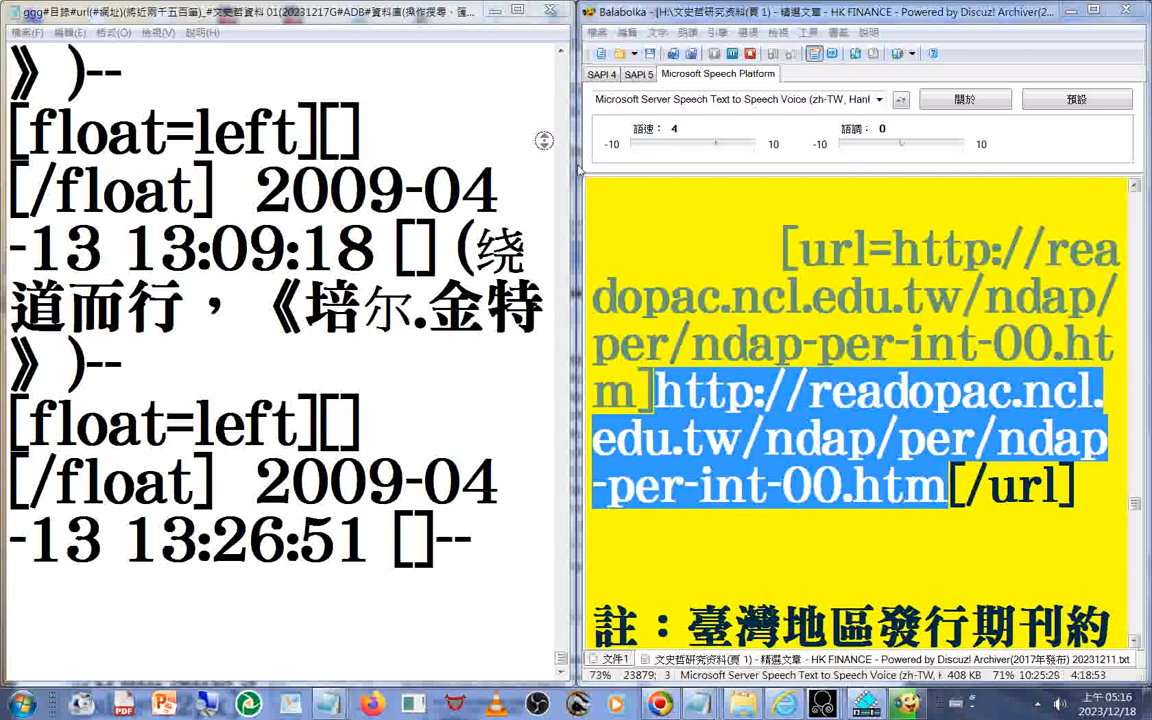 ggg#目錄#url(#網址)(將近兩千五百筆)_#文史哲資料 01(20231217G#ADB#資料庫(操作搜尋、匯...
檔案(F) 編輯(E) 格式(O) 檢視(V) 說明(H)
》 )--
[float=left][]
[/float] 2009-04
-13 13:09:18 [] (绕
道而行，《培尔.金特
》 )--
[float=left][]
[/float] 2009-04
-13 13:26:51 []--
Balabolka - [H:\文史哲研究资料(頁 1) - 精選文章 - HK FINANCE - Powered by Discuz! Archiver(2...
檔案 編輯 文字 朗讀 引擎 選項 檢視 工具 書籤 說明
SAPI 4 SAPI 5 Microsoft Speech Platform
Microsoft Server Speech Text to Speech Voice (zh-TW, Hanl
關於 預設
語速： 4 語調： 0
-10 10 -10 10
[url=http://rea
dopac.ncl.edu.tw/ndap/
per/ndap-per-int-00.ht
m]http://readopac.ncl.
edu.tw/ndap/per/ndap
-per-int-00.htm[/url]
註：臺灣地區發行期刊約
文件1 文史哲研究资料(頁 1) - 精選文章 - HK FINANCE - Powered by Discuz! Archiver(2017年發布) 20231211.txt
73% 23879: 3 Microsoft Server Speech Text to Speech Voice (zh-TW, H 408 KB 71% 10:25:28 4:18:53
上午 05:16
2023/12/18